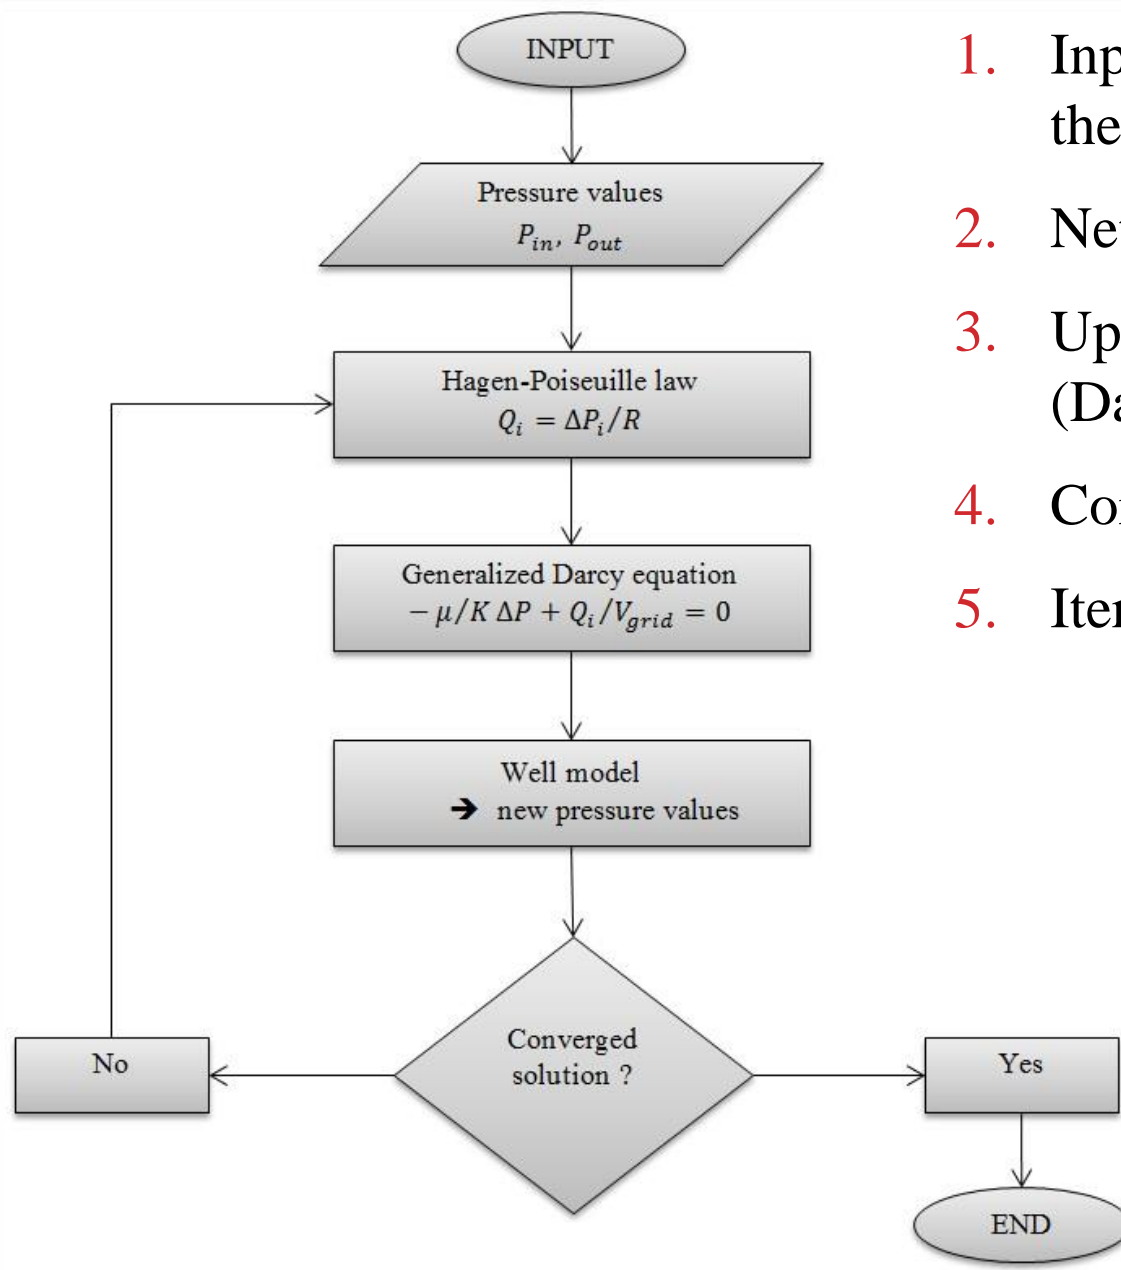 INPUT
Pressure values
P_in, P_out
Hagen-Poiseuille law
Q_i = ΔP_i/R
Generalized Darcy equation
− μ/K ΔP + Q_i/V_grid = 0
Well model
➔ new pressure values
Converged
solution ?
No
Yes
END
1.
the
2.
3.
4.
5.